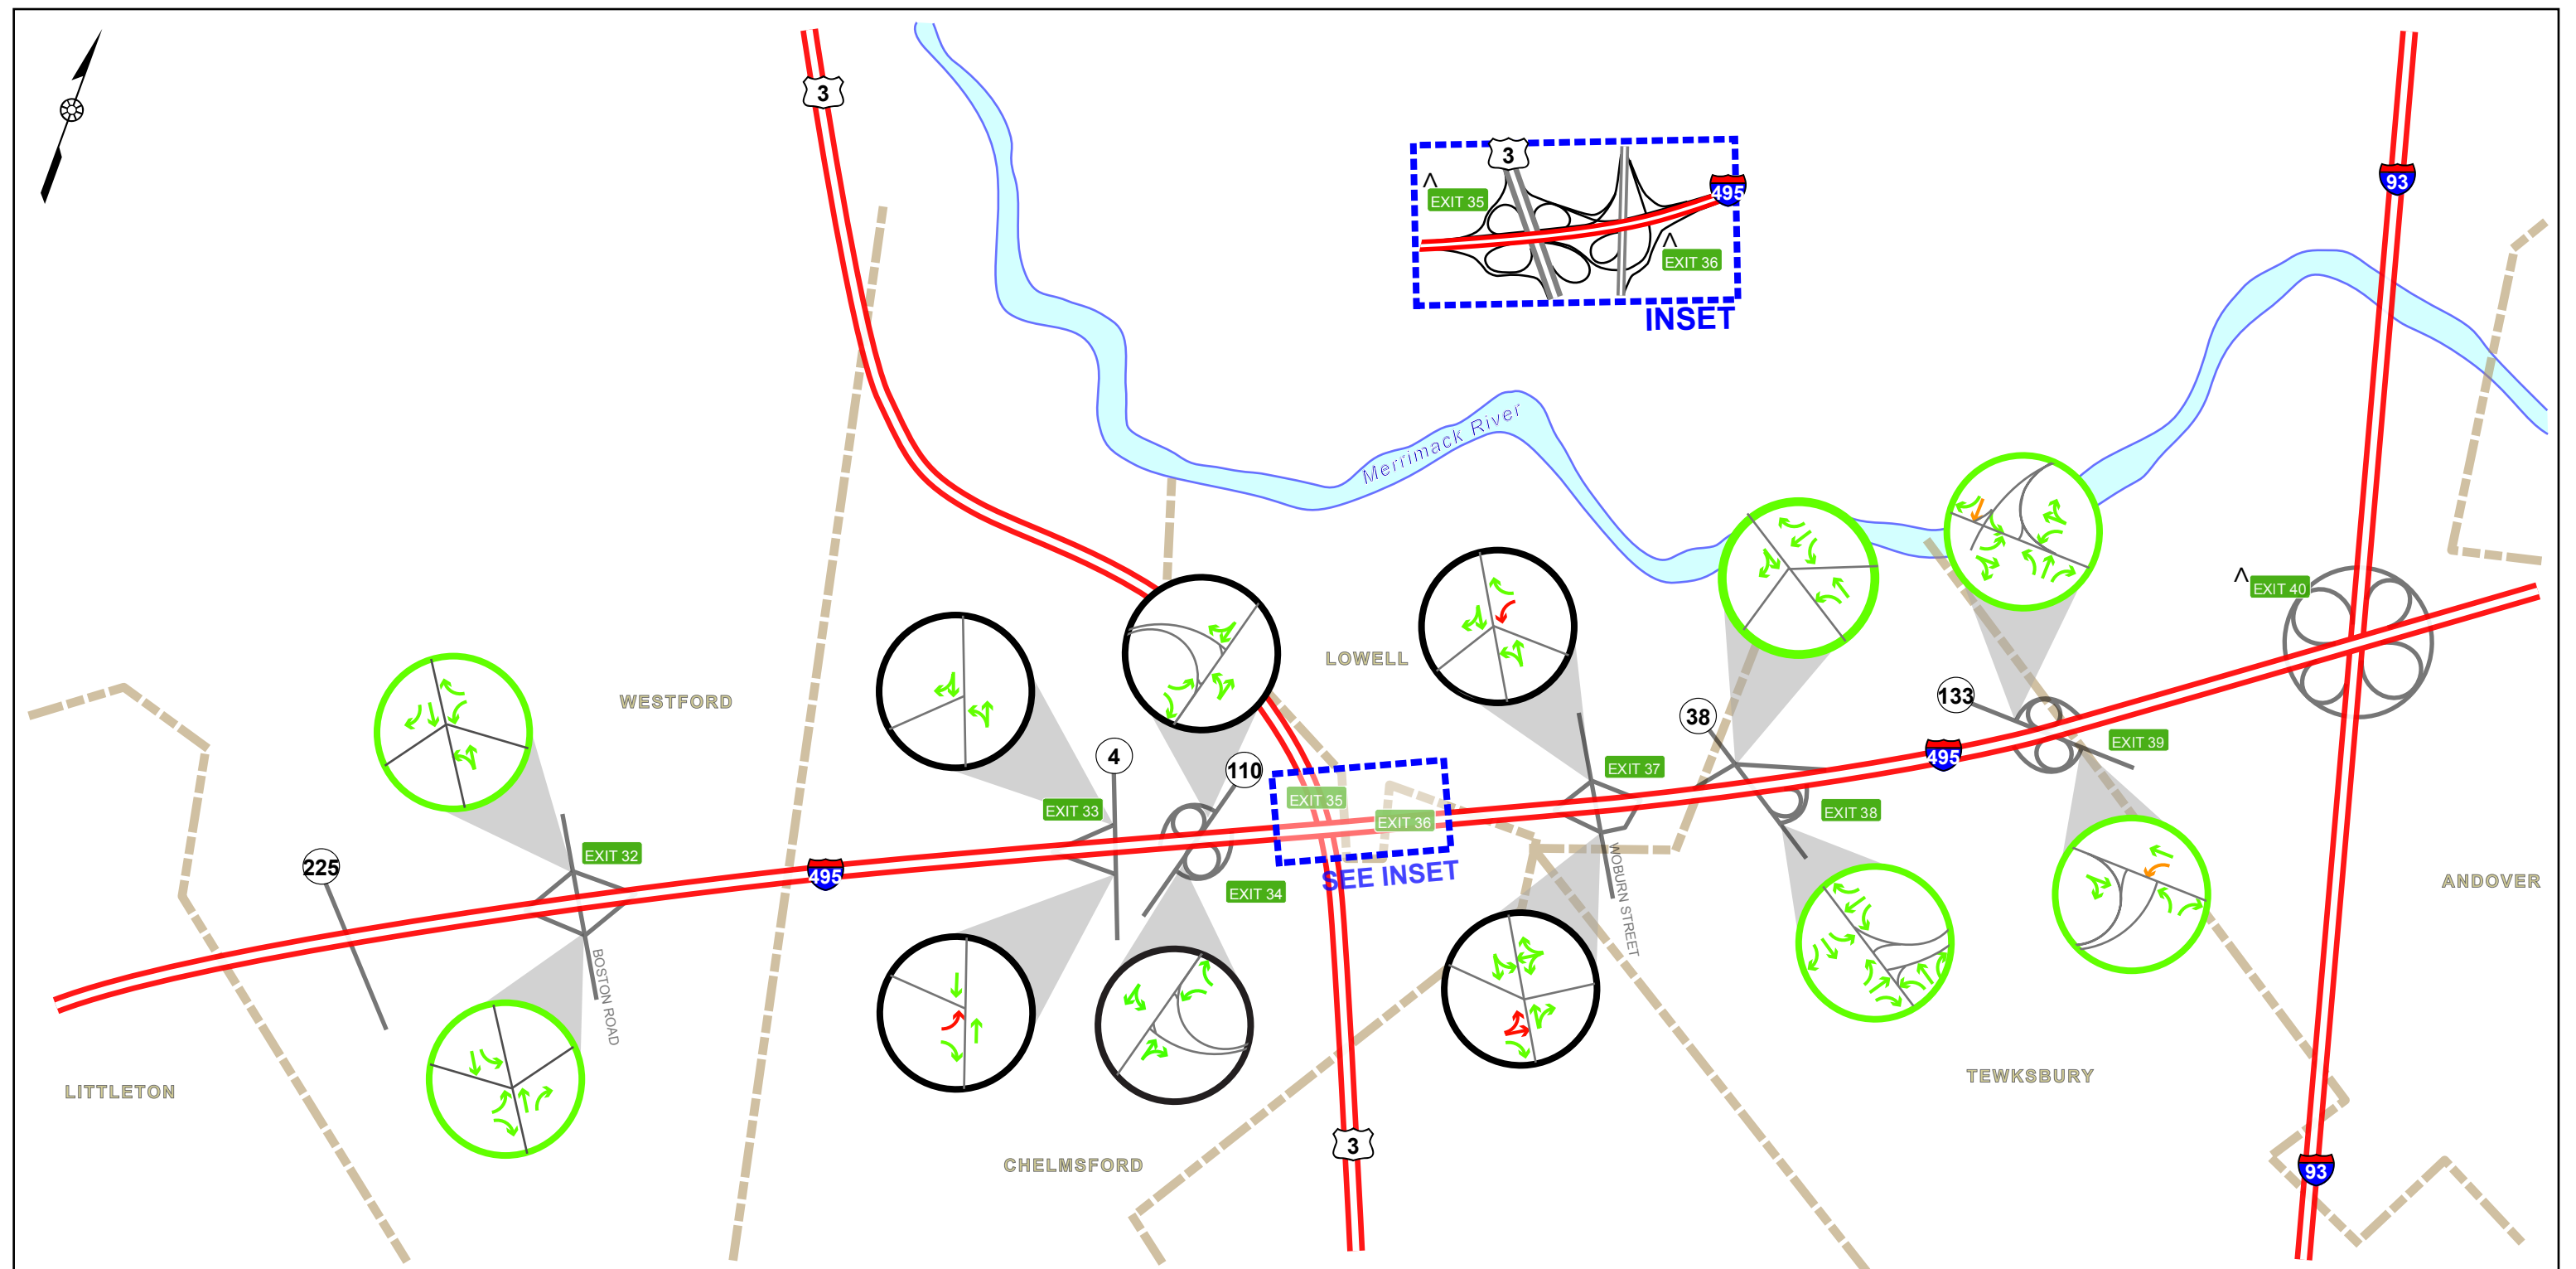 3
93
3
^
EXIT 35
495
^
EXIT 36
INSET
Merrimack River
^
EXIT 40
LOWELL
WESTFORD
133
38
4
110
EXIT 39
495
EXIT 37
EXIT 35
EXIT 33
EXIT 38
EXIT 36
EXIT 32
225
495
SEE INSET
EXIT 34
WOBURN STREET
ANDOVER
BOSTON ROAD
LITTLETON
TEWKSBURY
3
CHELMSFORD
93